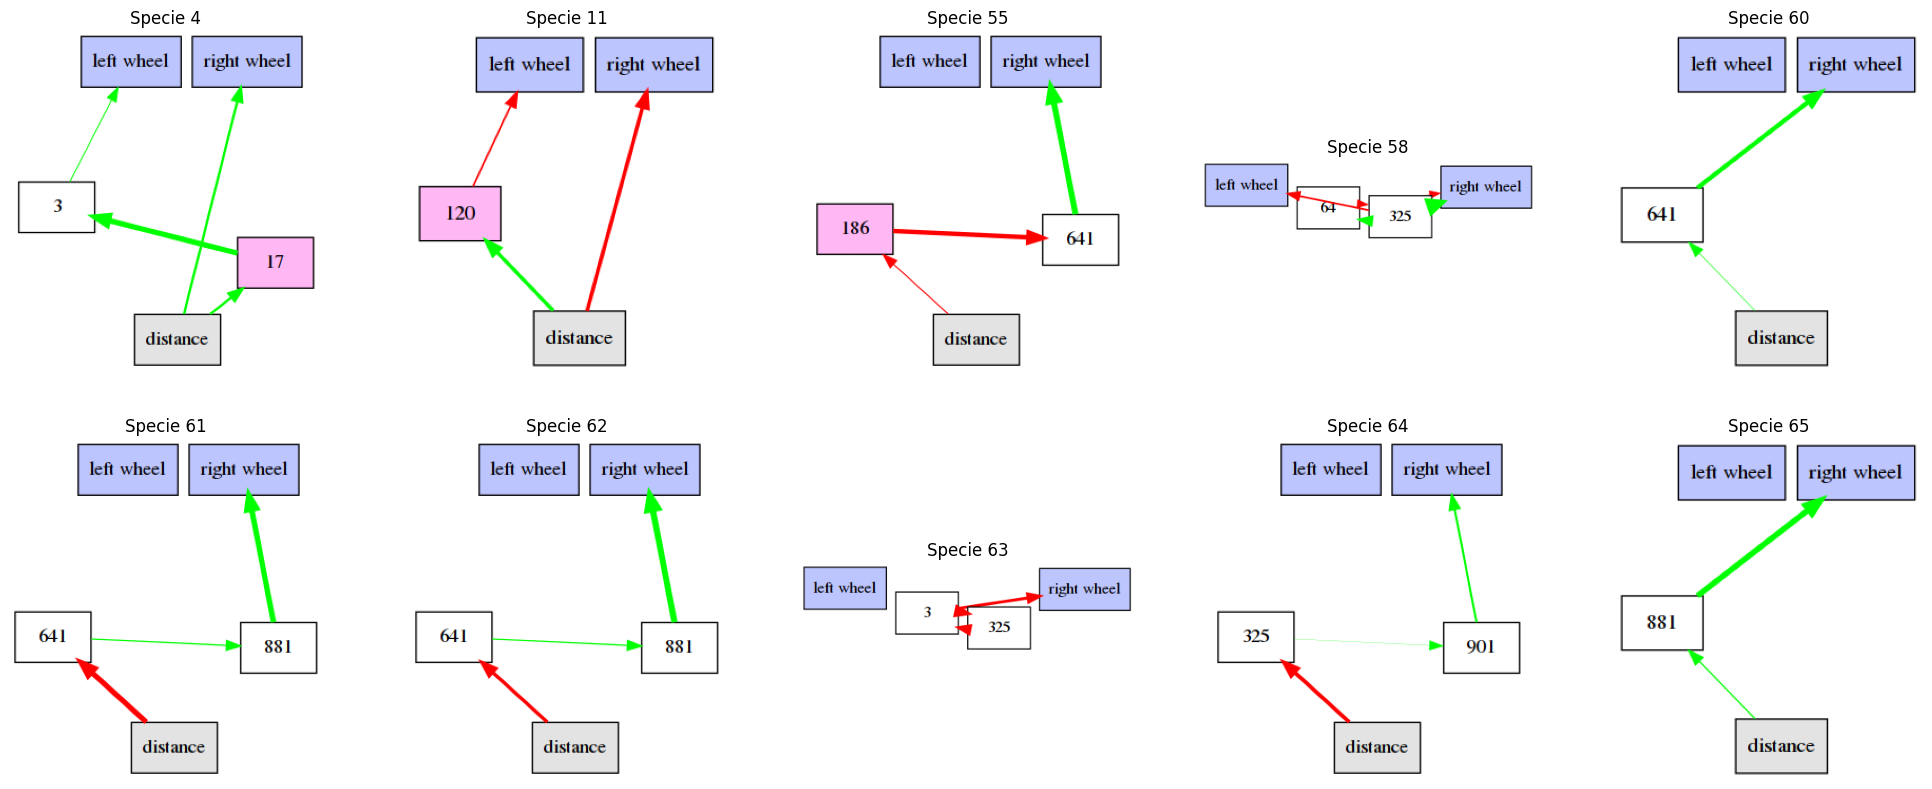 Specie 4
left wheel
right wheel
3
17
distance
Specie 11
left wheel
right wheel
120
distance
Specie 55
left wheel
right wheel
186
641
distance
Specie 58
left wheel
right wheel
64
325
Specie 60
left wheel
right wheel
641
distance
Specie 61
left wheel
right wheel
641
881
distance
Specie 62
left wheel
right wheel
641
881
distance
Specie 63
left wheel
right wheel
3
325
Specie 64
left wheel
right wheel
325
901
distance
Specie 65
left wheel
right wheel
881
distance